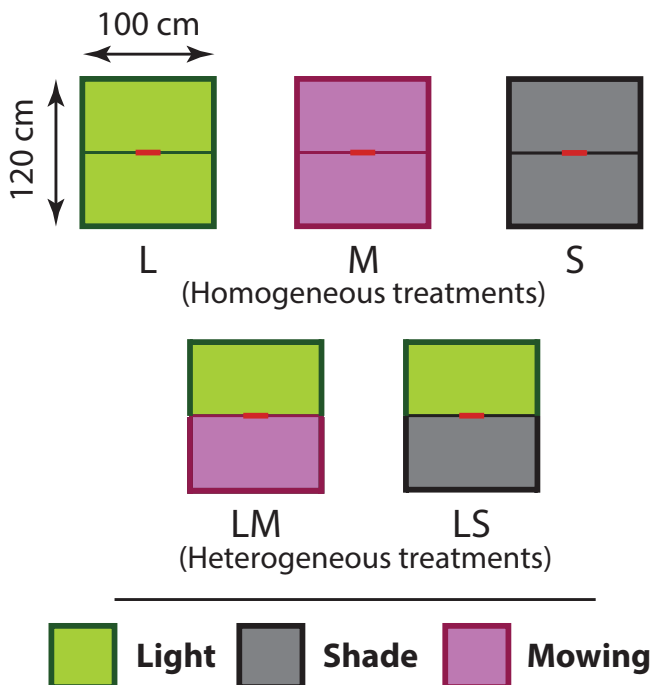 100 cm
120 cm
L M S
(Homogeneous treatments)
LM LS
(Heterogeneous treatments)
Light Shade Mowing